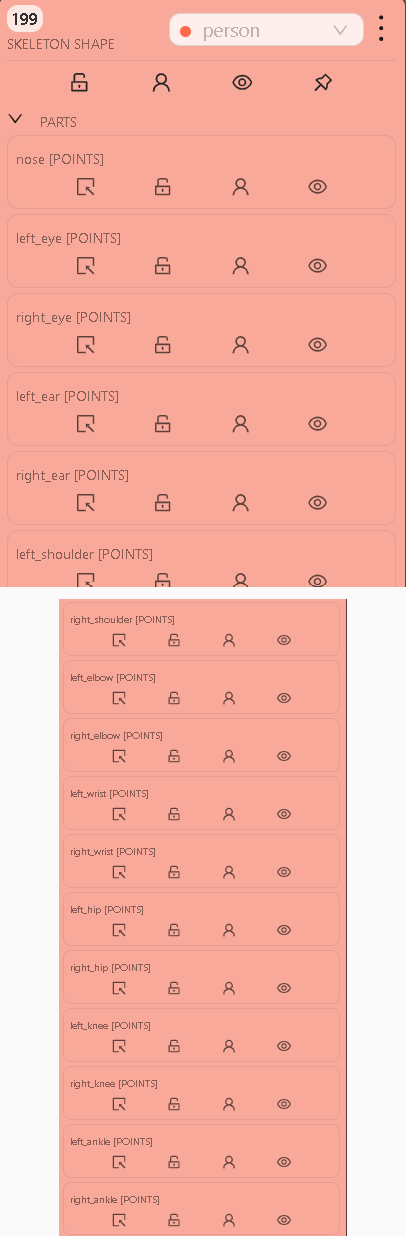 199
SKELETON SHAPE
person
PARTS
nose [POINTS]
left_eye [POINTS]
right_eye [POINTS]
left_ear [POINTS]
right_ear [POINTS]
left_shoulder [POINTS]
right_shoulder [POINTS]
left_elbow [POINTS]
right_elbow [POINTS]
left_wrist [POINTS]
right_wrist [POINTS]
left_hip [POINTS]
right_hip [POINTS]
left_knee [POINTS]
right_knee [POINTS]
left_ankle [POINTS]
right_ankle [POINTS]